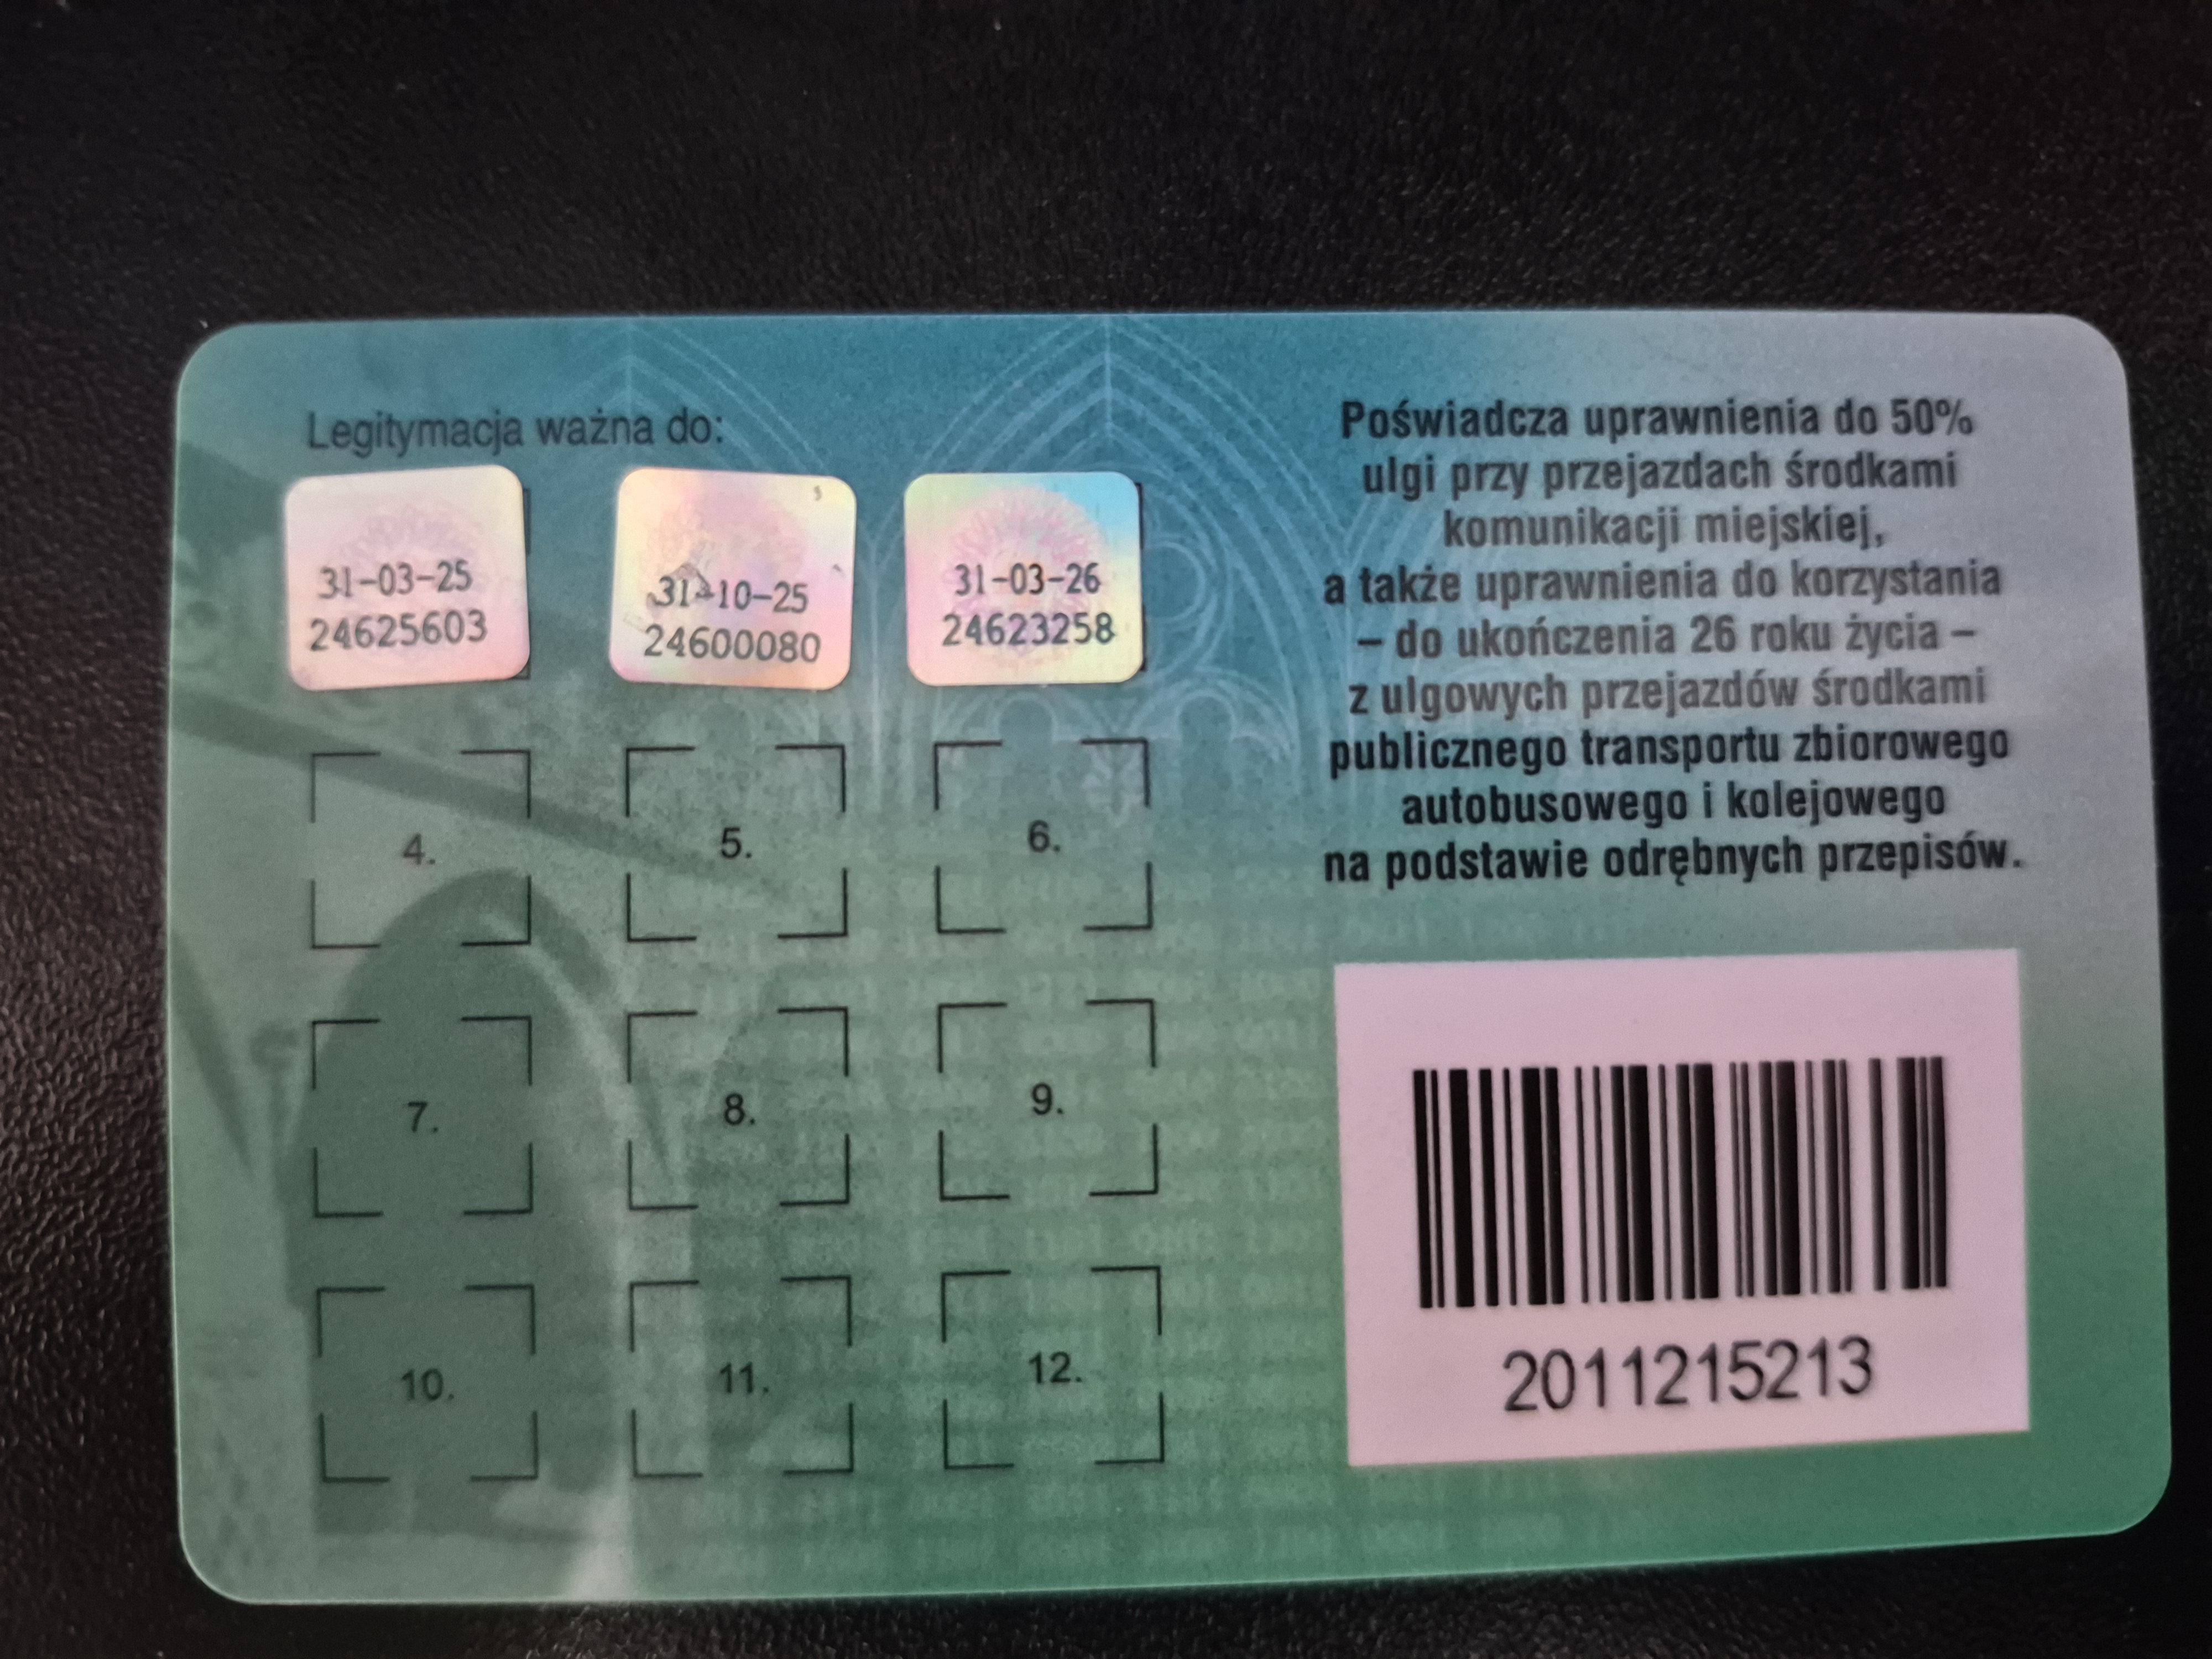 Legitymacja ważna do:
31-03-25
24625603
31-10-25
24600080
31-03-26
24623258
4.
5.
6.
7.
8.
9.
10.
11.
12.
Poświadcza uprawnienia do 50%
ulgi przy przejazdach środkami
komunikacji miejskiej,
a także uprawnienia do korzystania
– do ukończenia 26 roku życia –
z ulgowych przejazdów środkami
publicznego transportu zbiorowego
autobusowego i kolejowego
na podstawie odrębnych przepisów.
2011215213